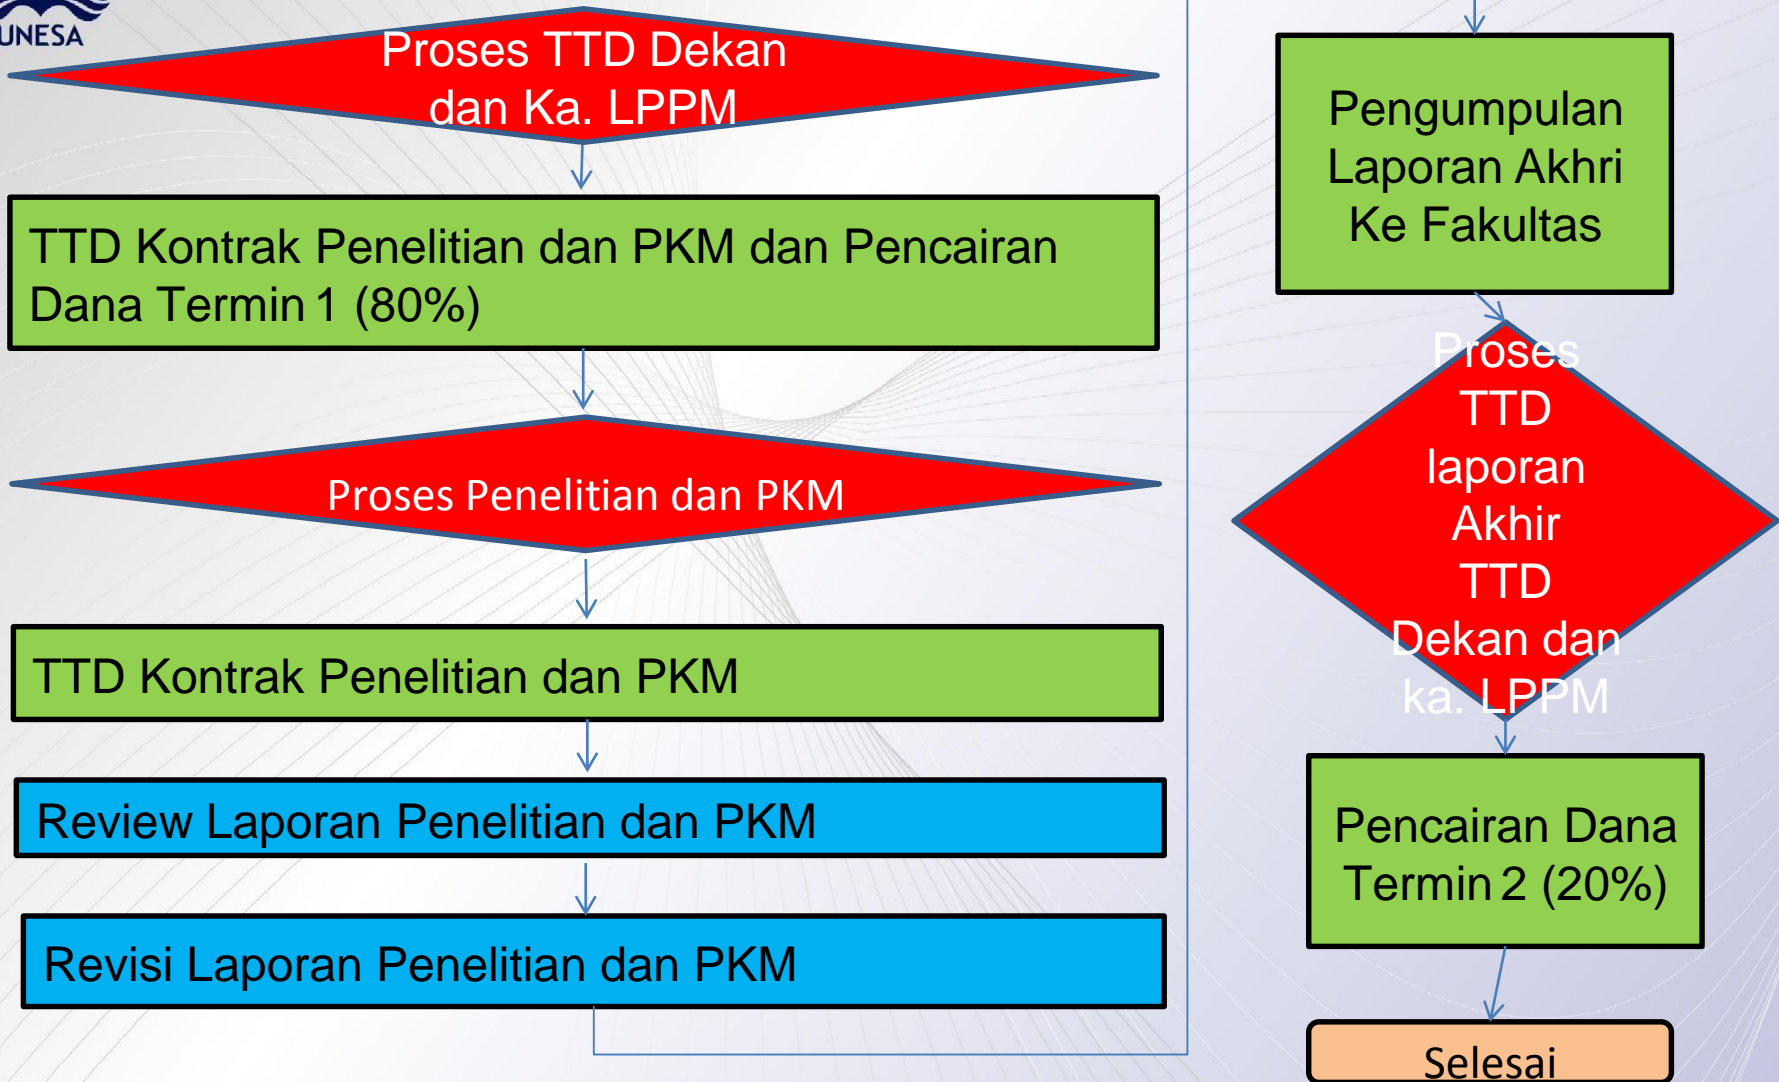 UNESA
Proses TTD Dekan
dan Ka. LPPM
TTD Kontrak Penelitian dan PKM dan Pencairan
Dana Termin 1 (80%)
Proses Penelitian dan PKM
TTD Kontrak Penelitian dan PKM
Review Laporan Penelitian dan PKM
Revisi Laporan Penelitian dan PKM
Pengumpulan
Laporan Akhri
Ke Fakultas
Proses
TTD
laporan
Akhir
TTD
Dekan dan
ka. LPPM
Pencairan Dana
Termin 2 (20%)
Selesai